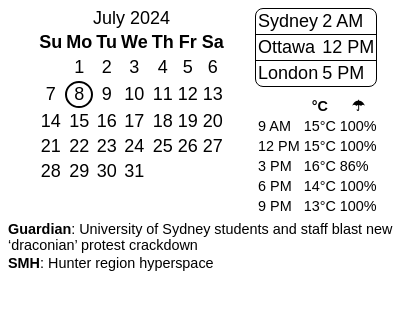 July 2024
Su Mo Tu We Th Fr Sa
1 2 3 4 5 6
7 8 9 10 11 12 13
14 15 16 17 18 19 20
21 22 23 24 25 26 27
28 29 30 31
Sydney 2 AM
Ottawa 12 PM
London 5 PM
°C ☂
9 AM 15°C 100%
12 PM 15°C 100%
3 PM 16°C 86%
6 PM 14°C 100%
9 PM 13°C 100%
Guardian: University of Sydney students and staff blast new
‘draconian’ protest crackdown
SMH: Hunter region hyperspace